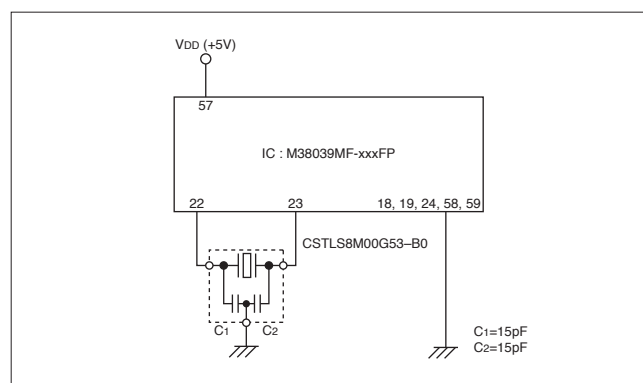 VDD (+5V)
57
IC : M38039MF-xxxFP
22 23 18, 19, 24, 58, 59
CSTLS8M00G53–B0
C1 C2
C1=15pF
C2=15pF